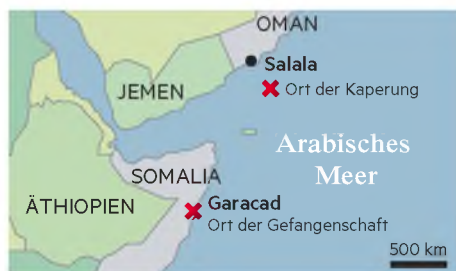 OMAN
Salala
JEMEN
Ort der Kaperung
Arabisches
Meer
SOMALIA
ÄTHIOPIEN
Garacad
Ort der Gefangenschaft
500 km